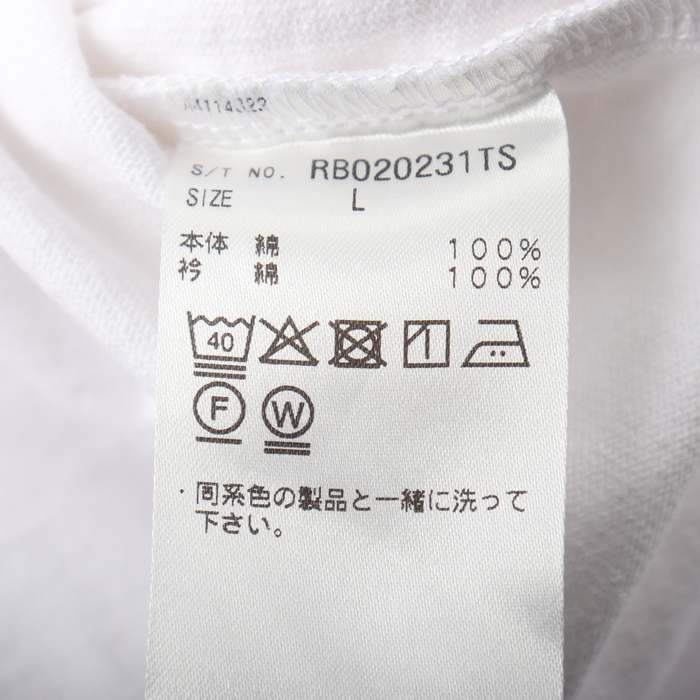 A4114323
S/T NO. RB020231TS
SIZE L
本体 綿 100%
衿 綿 100%
40
F W
・同系色の製品と一緒に洗って
下さい。